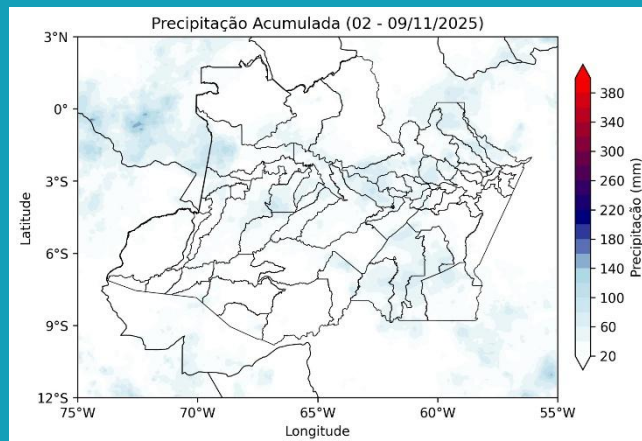 Precipitação Acumulada (02 - 09/11/2025)
3°N
0°
3°S
6°S
9°S
12°S
Latitude
75°W 70°W 65°W 60°W 55°W
Longitude
380
340
300
260
220
180
140
100
60
20
Precipitação (mm)